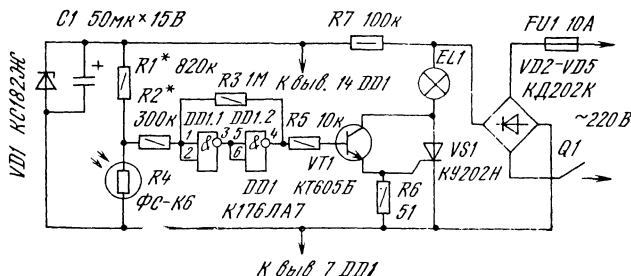 C1 50мк×15В
R7 100к
FU1 10А
EL1
R1* 820к
R3 1М
К выв. 14 DD1
VD2-VD5
КД202К
VD1 КС182Ж
+
R2*
300к
DD1.1 DD1.2
R5 10к
1
2
&
3
5
6
&
4
~220В
Q1
VT1
КТ605Б
VS1
КУ202Н
R4
ФС-К6
DD1
К176ЛА7
R6
51
К выв 7 DD1